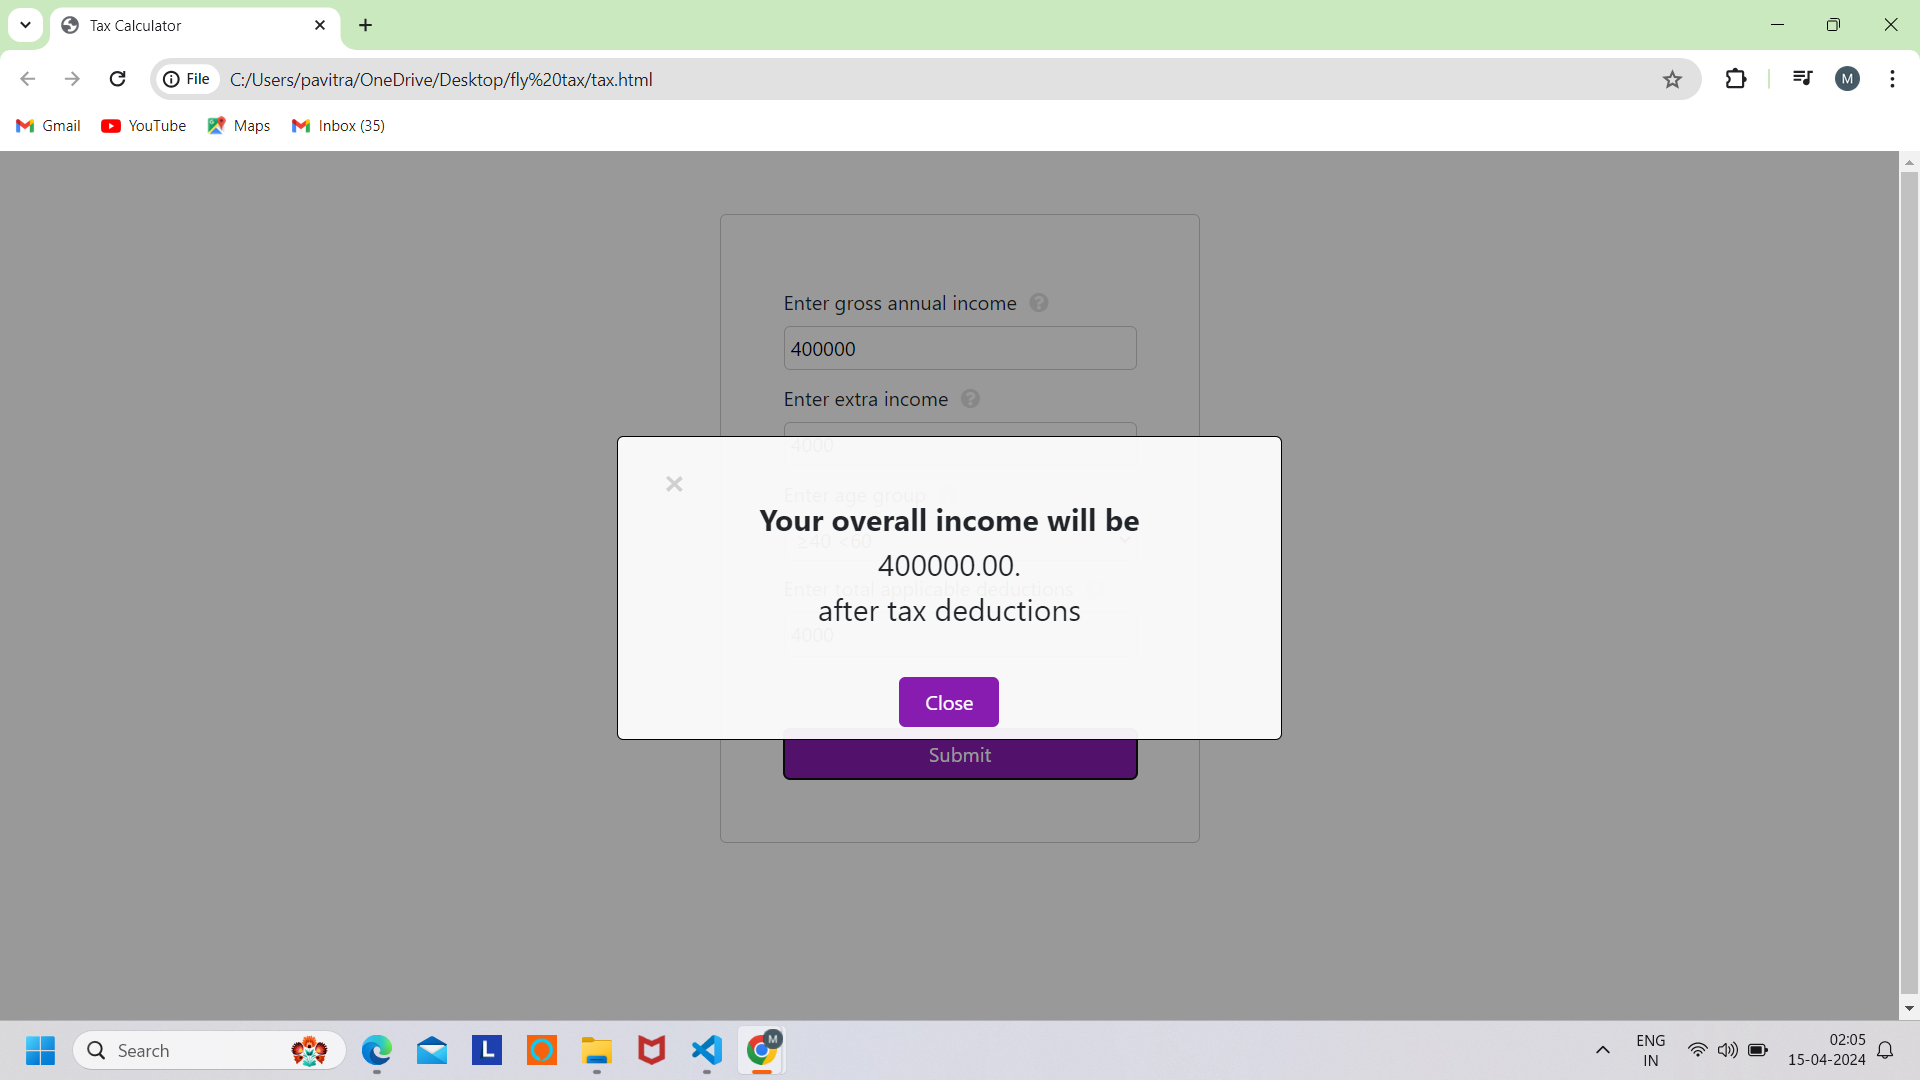 Tax Calculator
File
C:/Users/pavitra/OneDrive/Desktop/fly%20tax/tax.html
M
Gmail
YouTube
Maps
Inbox (35)
Enter gross annual income ?
400000
Enter extra income ?
4000
Enter age group
Your overall income will be
≥40 <60
400000.00.
Enter total applicable deductions
after tax deductions
4000
Close
Submit
Search
L
M
ENG
IN
02:05
15-04-2024